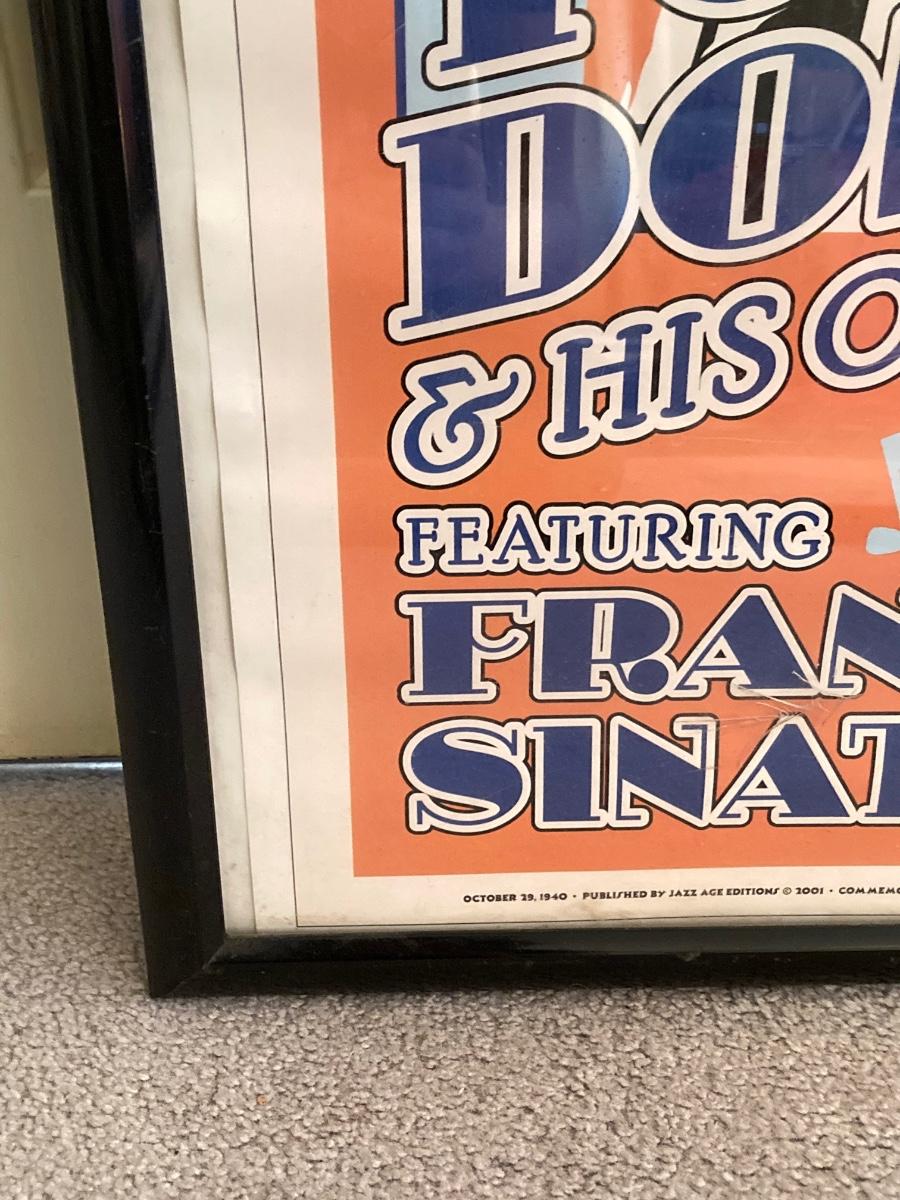 DO
& HIS O
FEATURING
FRAN
SINAT
OCTOBER 29, 1940 · PUBLISHED BY JAZZ AGE EDITIONS © 2001 · COMMEMO